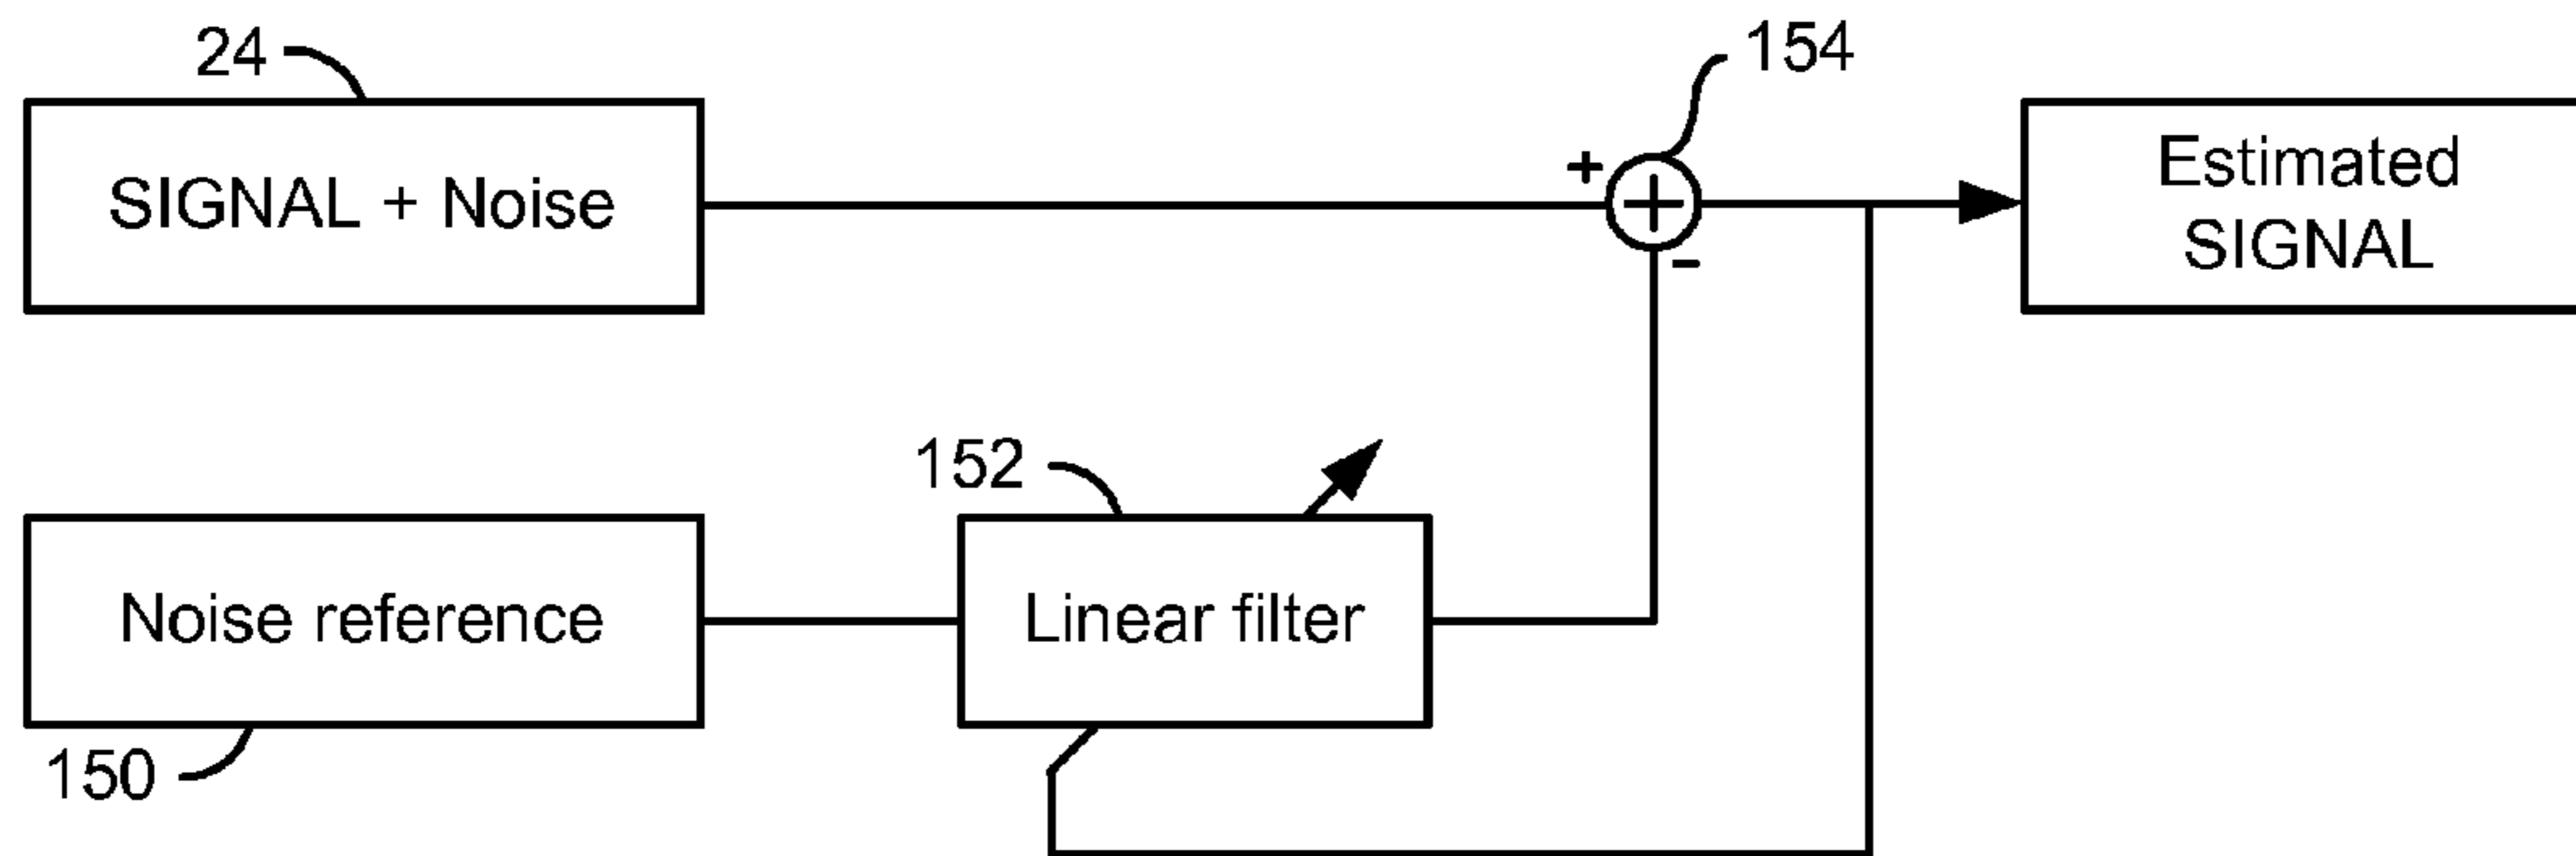 24
154
SIGNAL + Noise
+
-
Estimated
SIGNAL
152
Noise reference
Linear filter
150